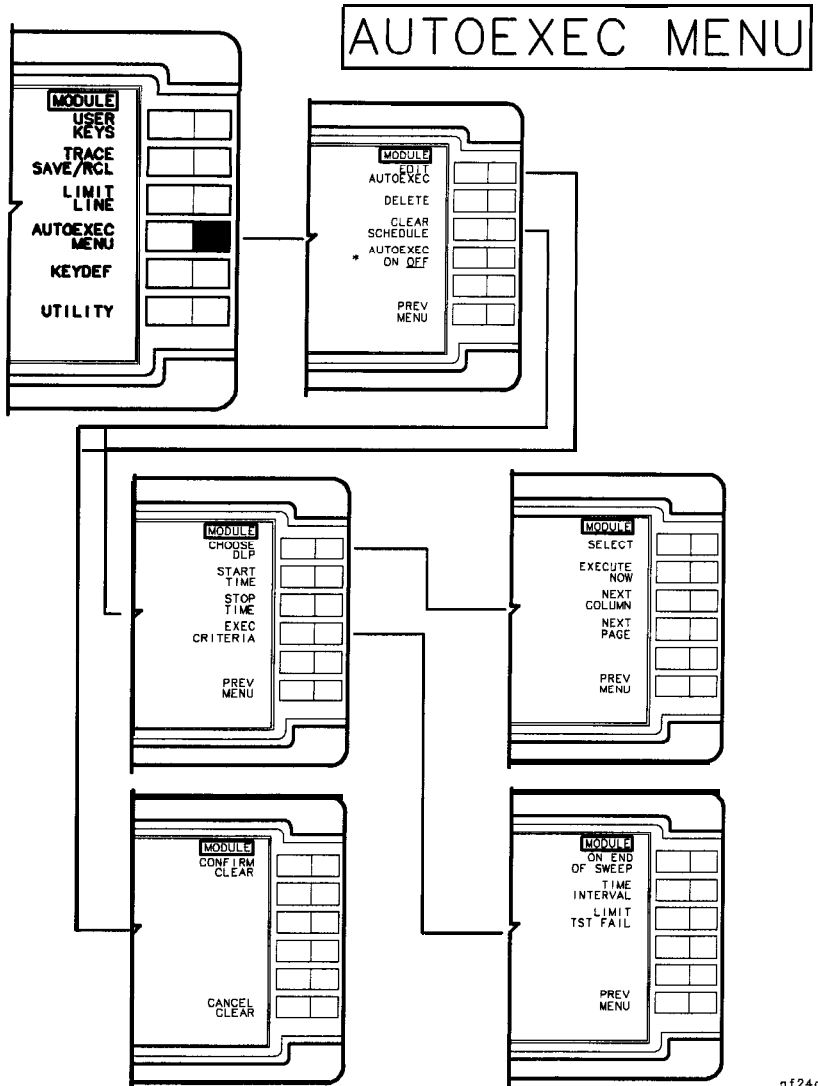 AUTOEXEC MENU
MODULE
USER
KEYS
TRACE
SAVE/RCL
LIMIT
LINE
AUTOEXEC
MENU
KEYDEF
UTILITY
MODULE
EDIT
AUTOEXEC
DELETE
CLEAR
SCHEDULE
AUTOEXEC
* ON OFF
PREV
MENU
MODULE
CHOOSE
DLP
START
TIME
STOP
TIME
EXEC
CRITERIA
PREV
MENU
MODULE
SELECT
EXECUTE
NOW
NEXT
COLUMN
NEXT
PAGE
PREV
MENU
MODULE
CONFIRM
CLEAR
CANCEL
CLEAR
MODULE
ON END
OF SWEEP
TIME
INTERVAL
LIMIT
TST FAIL
PREV
MENU